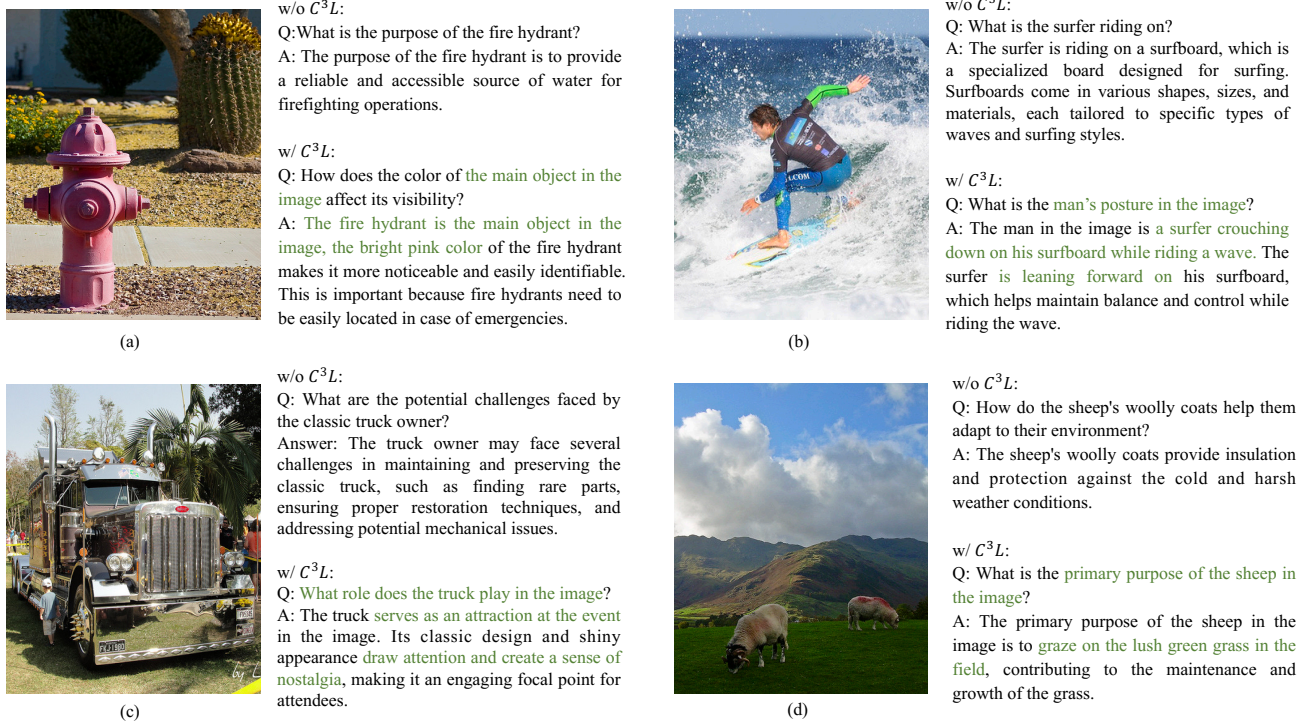 w/o C³L:
Q:What is the purpose of the fire hydrant?
A: The purpose of the fire hydrant is to provide
a reliable and accessible source of water for
firefighting operations.
w/ C³L:
Q: How does the color of the main object in the
image affect its visibility?
A: The fire hydrant is the main object in the
image, the bright pink color of the fire hydrant
makes it more noticeable and easily identifiable.
This is important because fire hydrants need to
be easily located in case of emergencies.
(a)
w/o C³L:
Q: What is the surfer riding on?
A: The surfer is riding on a surfboard, which is
a specialized board designed for surfing.
Surfboards come in various shapes, sizes, and
materials, each tailored to specific types of
waves and surfing styles.
w/ C³L:
Q: What is the man's posture in the image?
A: The man in the image is a surfer crouching
down on his surfboard while riding a wave. The
surfer is leaning forward on his surfboard,
which helps maintain balance and control while
riding the wave.
.COM
(b)
w/o C³L:
Q: What are the potential challenges faced by
the classic truck owner?
Answer: The truck owner may face several
challenges in maintaining and preserving the
classic truck, such as finding rare parts,
ensuring proper restoration techniques, and
addressing potential mechanical issues.
w/ C³L:
Q: What role does the truck play in the image?
A: The truck serves as an attraction at the event
in the image. Its classic design and shiny
appearance draw attention and create a sense of
nostalgia, making it an engaging focal point for
attendees.
by L
(c)
w/o C³L:
Q: How do the sheep's woolly coats help them
adapt to their environment?
A: The sheep's woolly coats provide insulation
and protection against the cold and harsh
weather conditions.
w/ C³L:
Q: What is the primary purpose of the sheep in
the image?
A: The primary purpose of the sheep in the
image is to graze on the lush green grass in the
field, contributing to the maintenance and
growth of the grass.
(d)